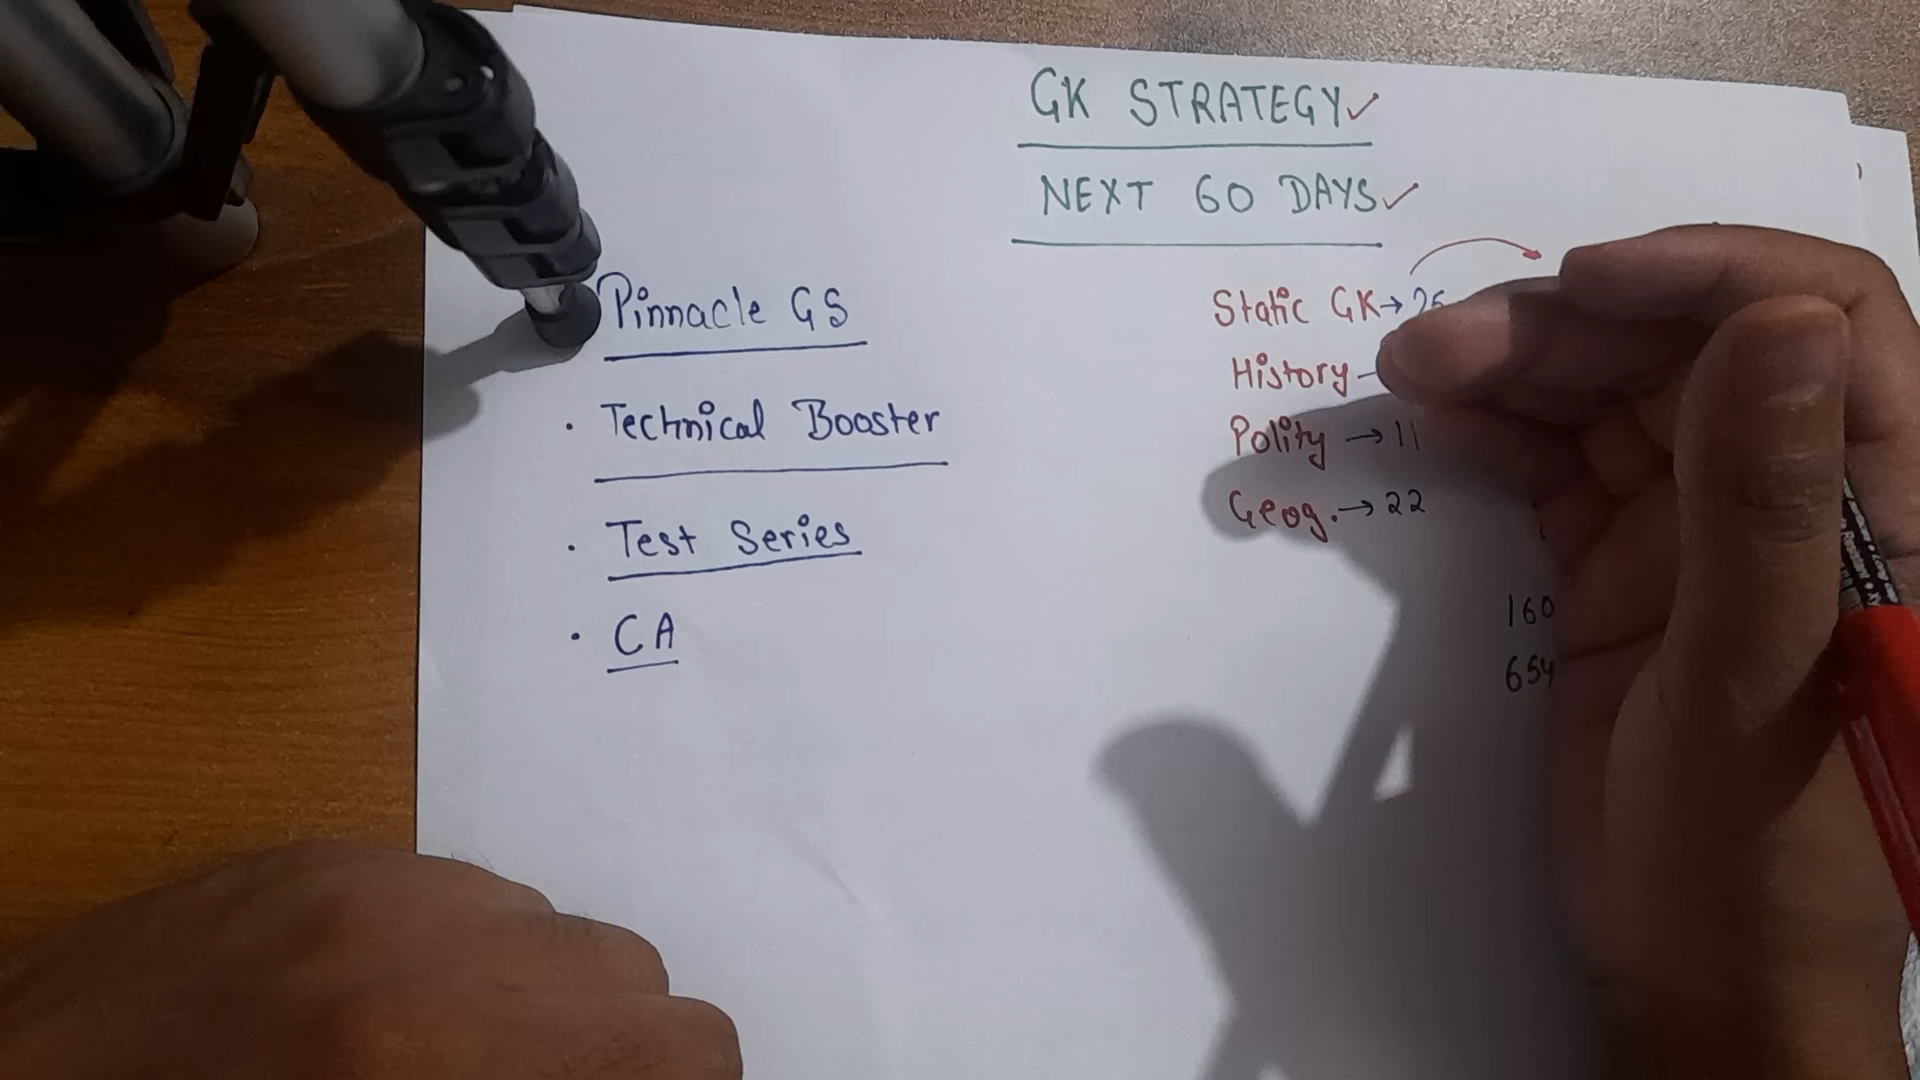 GK STRATEGY
NEXT 60 DAYS
Pinnacle GS
. Technical Booster
. Test Series
. CA
Static GK→
History
Polity → 11
Geog. → 22
160
654